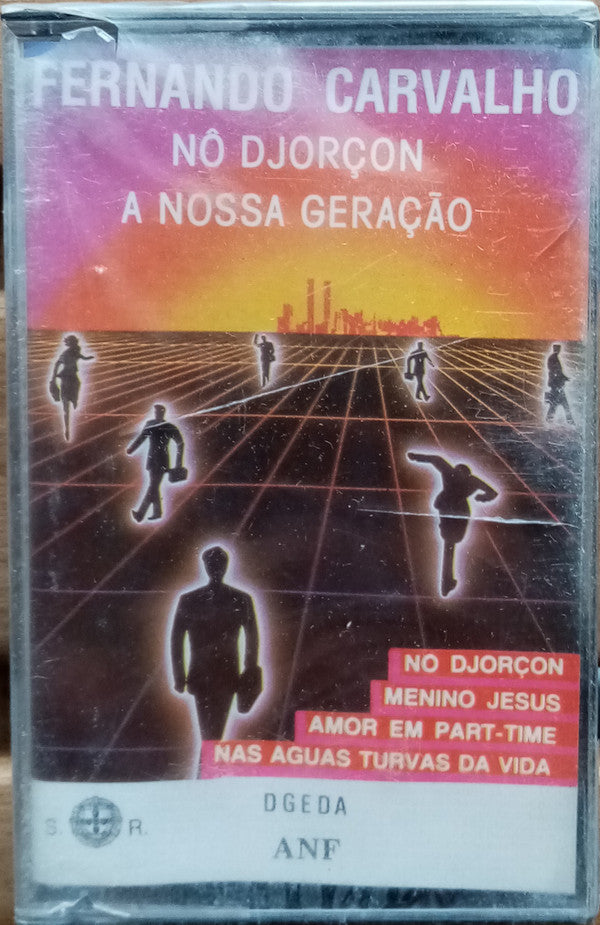 FERNANDO CARVALHO
NÔ DJORÇON
A NOSSA GERAÇÃO
NO DJORÇON
MENINO JESUS
AMOR EM PART-TIME
NAS AGUAS TURVAS DA VIDA
DGEDA
S. R.
ANF